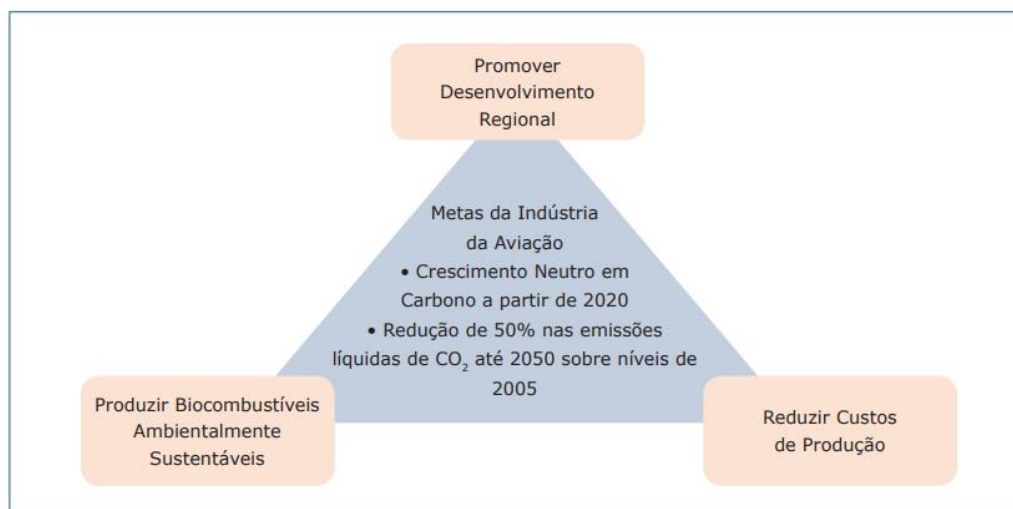 Promover
Desenvolvimento
Regional
Metas da Indústria
da Aviação
• Crescimento Neutro em
Carbono a partir de 2020
• Redução de 50% nas emissões
líquidas de CO₂ até 2050 sobre níveis de
2005
Produzir Biocombustíveis
Ambientalmente
Sustentáveis
Reduzir Custos
de Produção